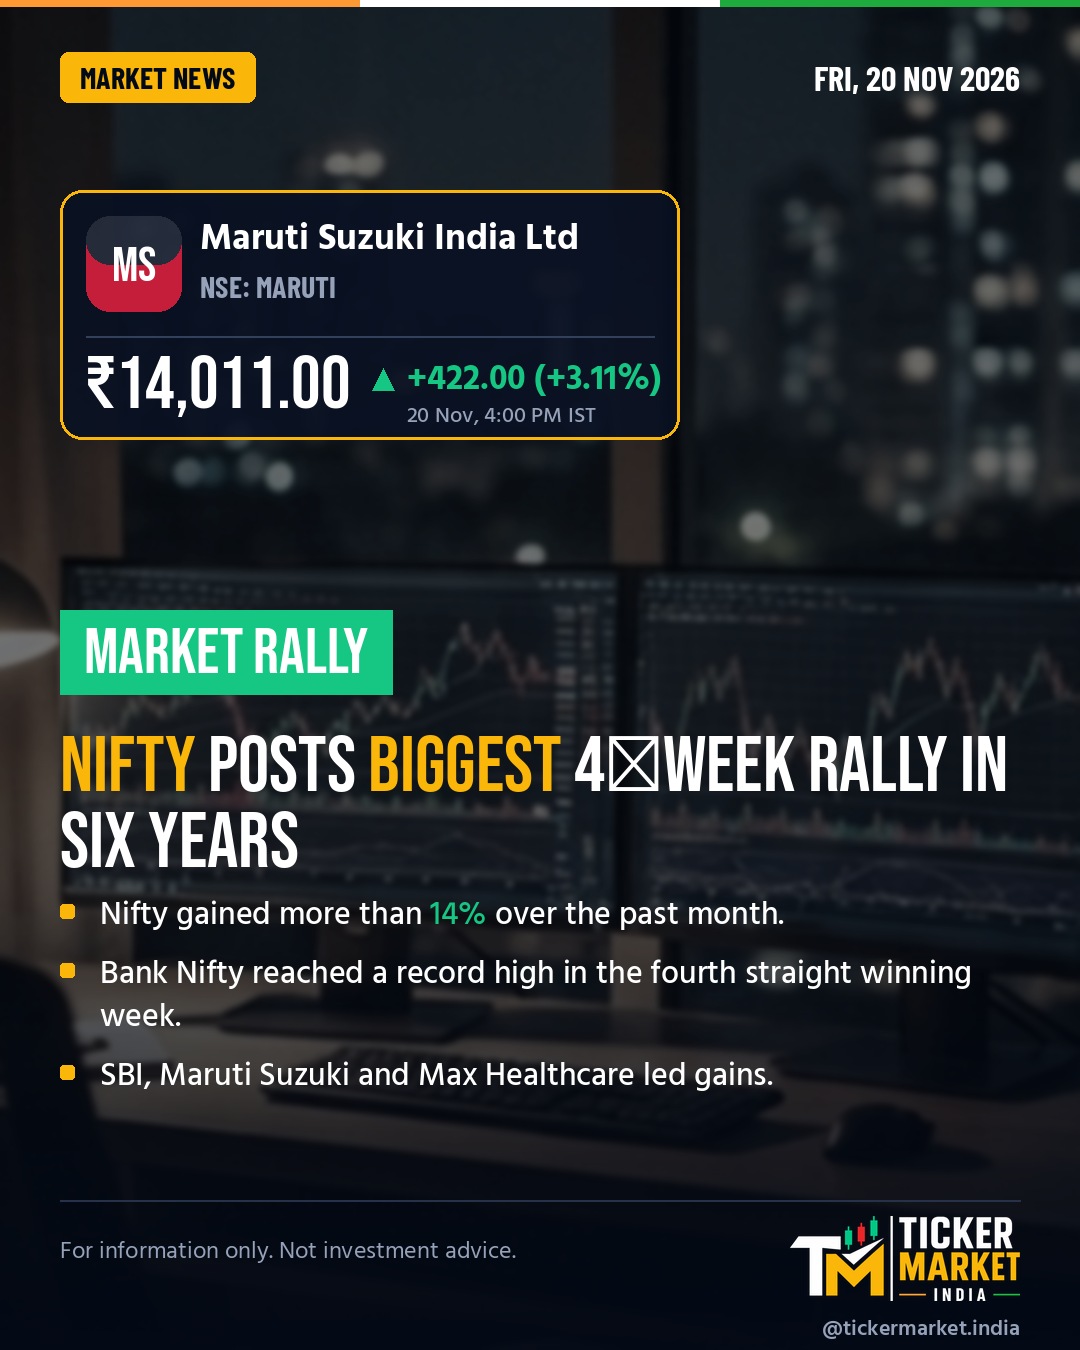 MARKET NEWS
FRI, 20 NOV 2026
MS
Maruti Suzuki India Ltd
NSE: MARUTI
₹14,011.00
▲ +422.00 (+3.11%)
20 Nov, 4:00 PM IST
MARKET RALLY
NIFTY POSTS BIGGEST 4☒WEEK RALLY IN
SIX YEARS
Nifty gained more than 14% over the past month.
Bank Nifty reached a record high in the fourth straight winning
week.
SBI, Maruti Suzuki and Max Healthcare led gains.
For information only. Not investment advice.
TM
TICKER
MARKET
INDIA
@tickermarket.india